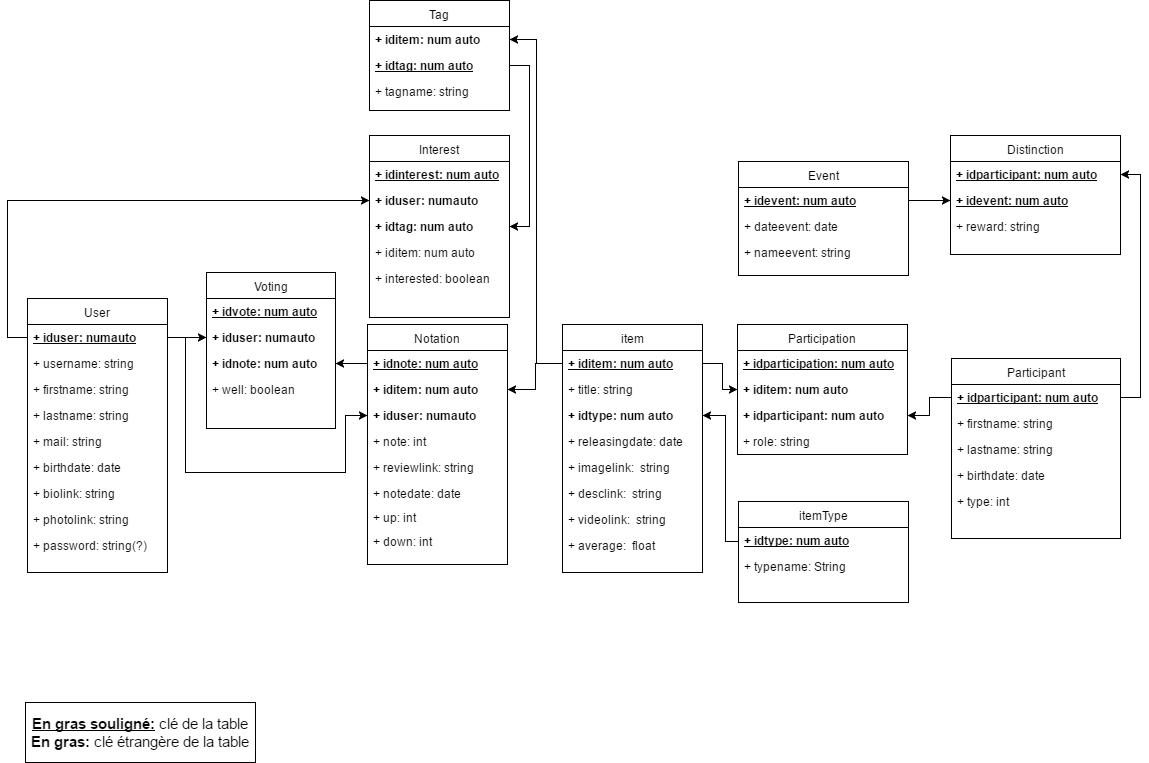 Tag
+ iditem: num auto
+ idtag: num auto
+ tagname: string
Interest
+ idinterest: num auto
+ iduser: numauto
+ idtag: num auto
+ iditem: num auto
+ interested: boolean
Event
+ idevent: num auto
+ dateevent: date
+ nameevent: string
Distinction
+ idparticipant: num auto
+ idevent: num auto
+ reward: string
User
+ iduser: numauto
+ username: string
+ firstname: string
+ lastname: string
+ mail: string
+ birthdate: date
+ biolink: string
+ photolink: string
+ password: string(?)
Voting
+ idvote: num auto
+ iduser: numauto
+ idnote: num auto
+ well: boolean
Notation
+ idnote: num auto
+ iditem: num auto
+ iduser: numauto
+ note: int
+ reviewlink: string
+ notedate: date
+ up: int
+ down: int
item
+ iditem: num auto
+ title: string
+ idtype: num auto
+ releasingdate: date
+ imagelink:  string
+ desclink:  string
+ videolink:  string
+ average:  float
Participation
+ idparticipation: num auto
+ iditem: num auto
+ idparticipant: num auto
+ role: string
Participant
+ idparticipant: num auto
+ firstname: string
+ lastname: string
+ birthdate: date
+ type: int
itemType
+ idtype: num auto
+ typename: String
En gras souligné: clé de la table
En gras: clé étrangère de la table